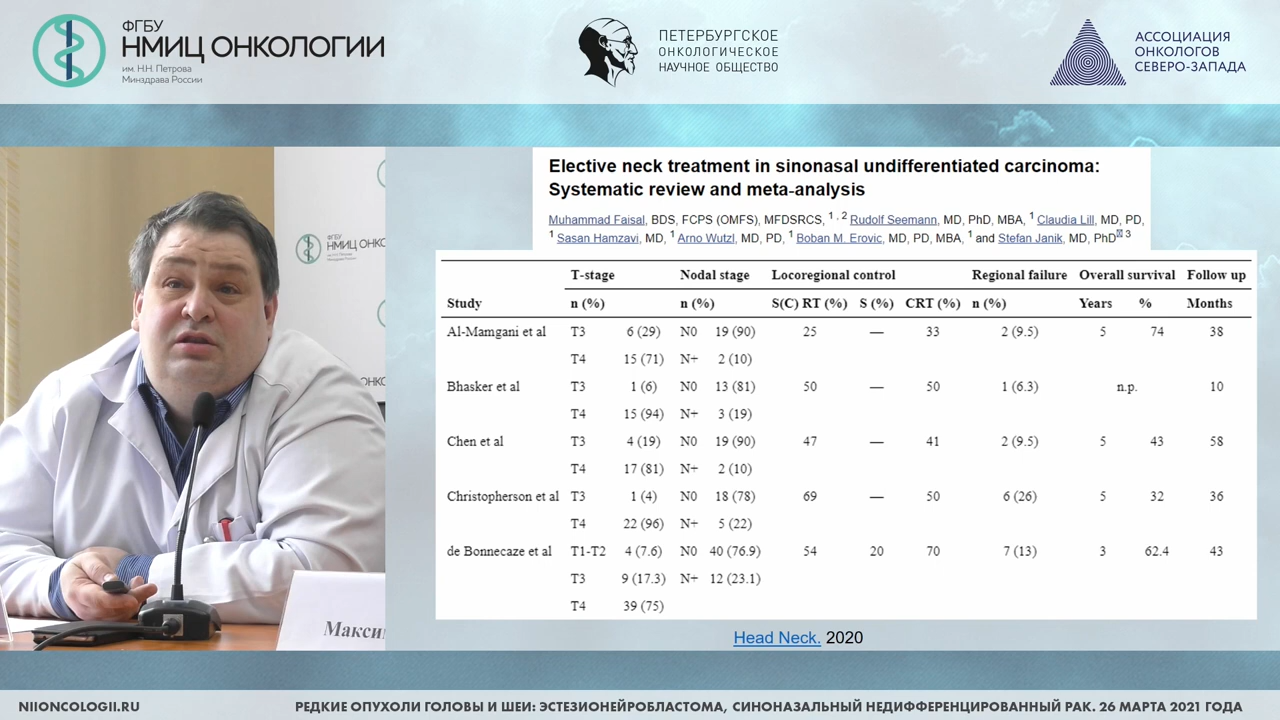 ФГБУ
НМИЦ ОНКОЛОГИИ
им. Н.Н. Петрова
Минздрава России
ПЕТЕРБУРГСКОЕ
ОНКОЛОГИЧЕСКОЕ
НАУЧНОЕ ОБЩЕСТВО
АССОЦИАЦИЯ
ОНКОЛОГОВ
СЕВЕРО-ЗАПАДА
ФГБУ
НМИЦ ОНКО
Макси
Elective neck treatment in sinonasal undifferentiated carcinoma:
Systematic review and meta-analysis
Muhammad Faisal, BDS, FCPS (OMFS), MFDSRCS, 1 , 2 Rudolf Seemann, MD, PhD, MBA, 1 Claudia Lill, MD, PD,
1 Sasan Hamzavi, MD, 1 Arno Wutzl, MD, PD, 1 Boban M. Erovic, MD, PD, MBA, 1 and Stefan Janik, MD, PhD 3
T-stage Nodal stage Locoregional control Regional failure Overall survival Follow up
Study n (%) n (%) S(C) RT (%) S (%) CRT (%) n (%) Years % Months
Al-Mamgani et al T3 6 (29) N0 19 (90) 25 — 33 2 (9.5) 5 74 38
T4 15 (71) N+ 2 (10)
Bhasker et al T3 1 (6) N0 13 (81) 50 — 50 1 (6.3) n.p. 10
T4 15 (94) N+ 3 (19)
Chen et al T3 4 (19) N0 19 (90) 47 — 41 2 (9.5) 5 43 58
T4 17 (81) N+ 2 (10)
Christopherson et al T3 1 (4) N0 18 (78) 69 — 50 6 (26) 5 32 36
T4 22 (96) N+ 5 (22)
de Bonnecaze et al T1-T2 4 (7.6) N0 40 (76.9) 54 20 70 7 (13) 3 62.4 43
T3 9 (17.3) N+ 12 (23.1)
T4 39 (75)
Head Neck. 2020
NIIONCOLOGII.RU
РЕДКИЕ ОПУХОЛИ ГОЛОВЫ И ШЕИ: ЭСТЕЗИОНЕЙРОБЛАСТОМА, СИНОНАЗАЛЬНЫЙ НЕДИФФЕРЕНЦИРОВАННЫЙ РАК. 26 МАРТА 2021 ГОДА